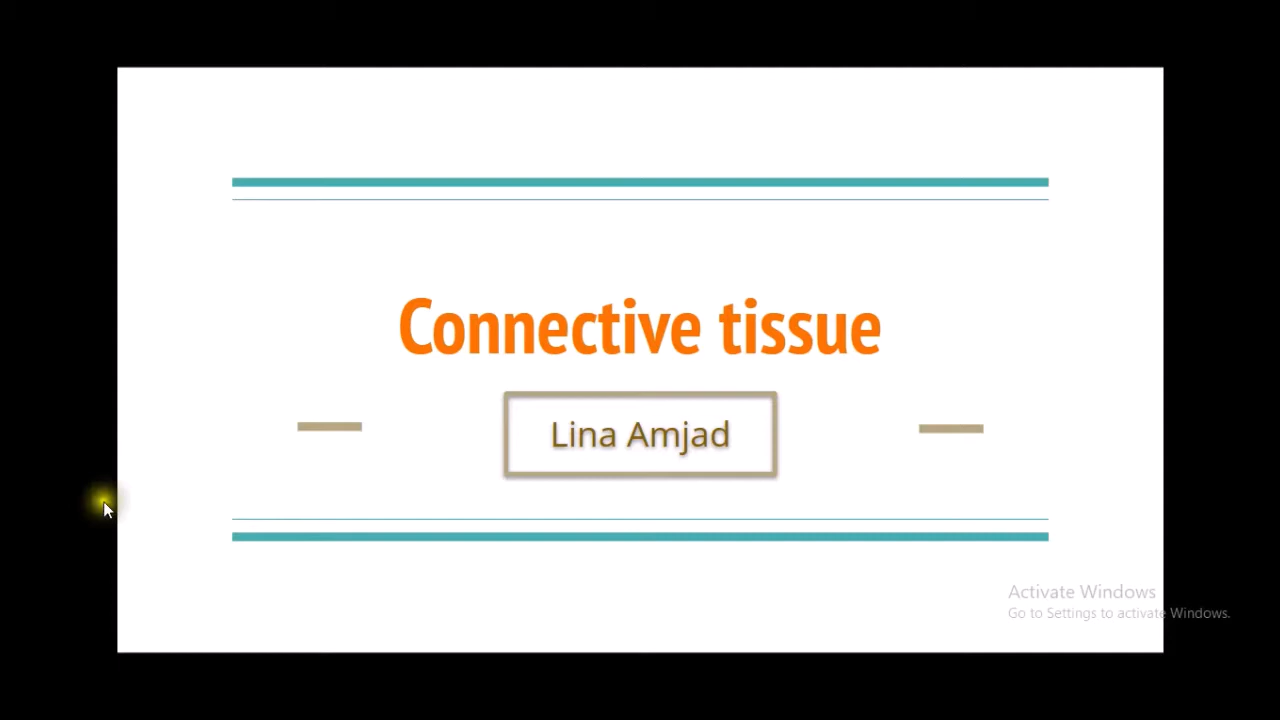 Connective tissue
Lina Amjad
Activate Windows
Go to Settings to activate Windows.